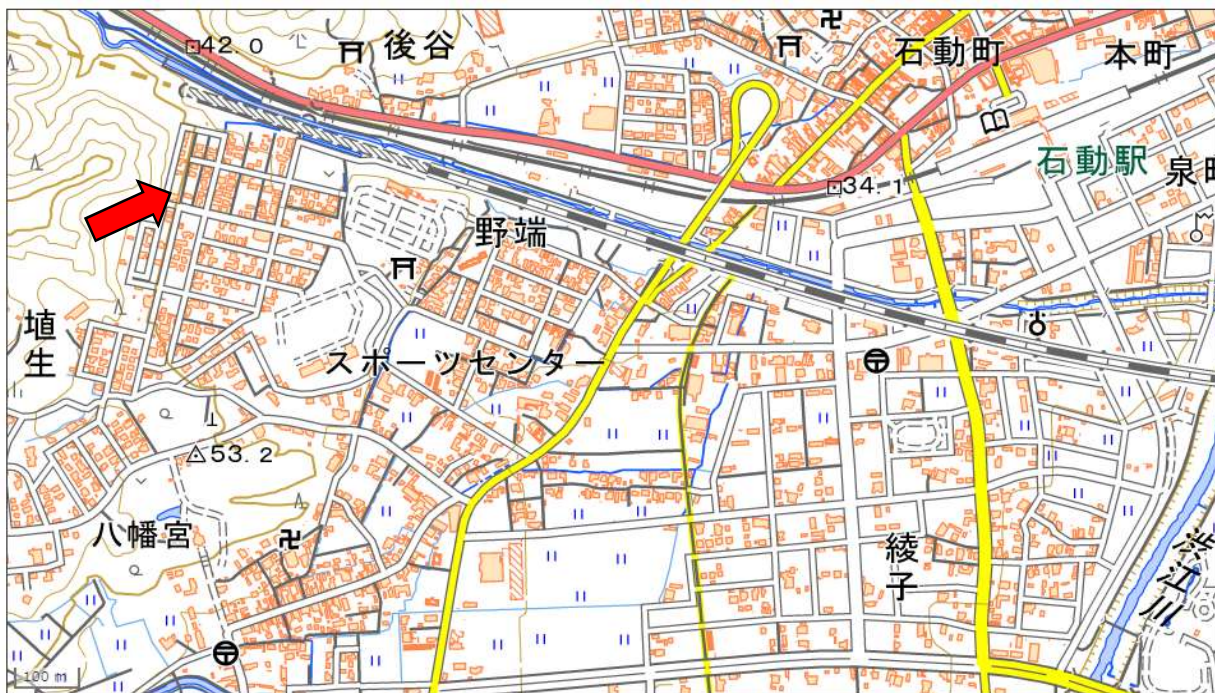 42.0
後谷
石動町
本町
石動駅
泉町
34.1
野端
埴生
スポーツセンター
53.2
八幡宮
綾子
渋江川
100 m